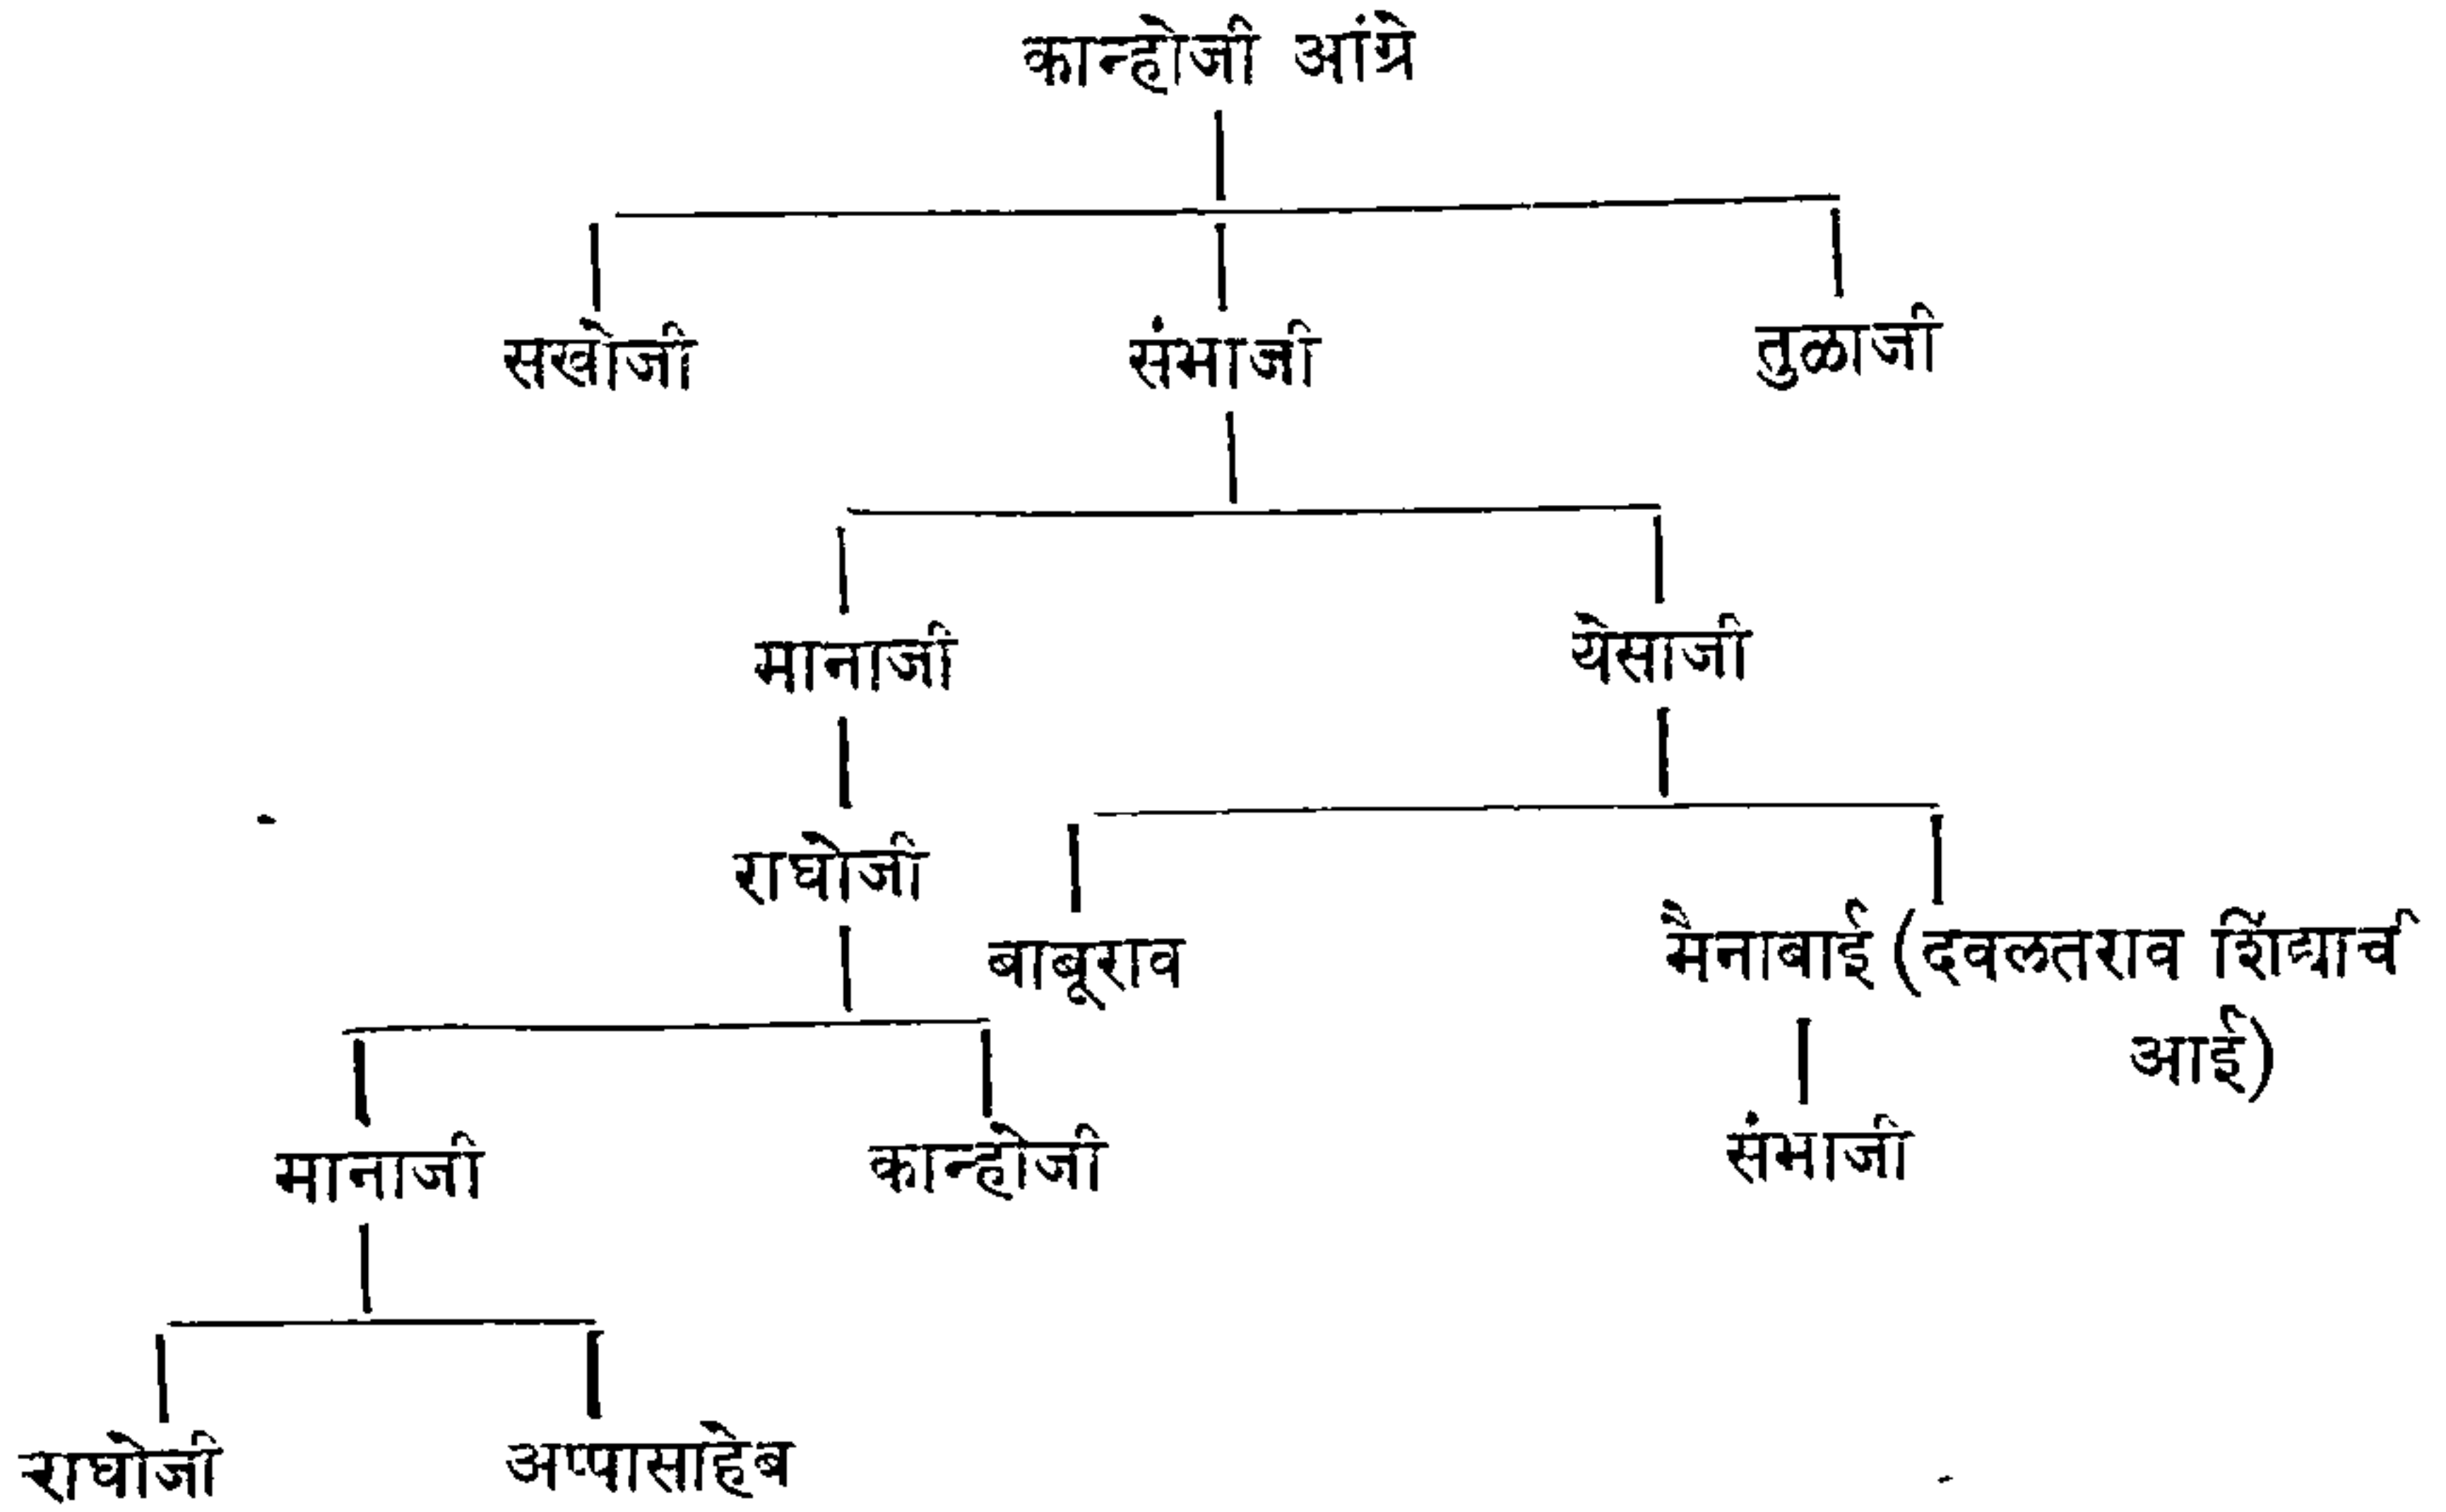 कान्होजी आंग्रे
सखोजी संभाजी तुळाजी
मानाजी येसाजी
राघोजी
बाबूराव मैनाबाई (दवलतराव शिंद्याचे
आई)
मानाजी कान्होजी संभाजी
राघोजी अप्पासाहेब